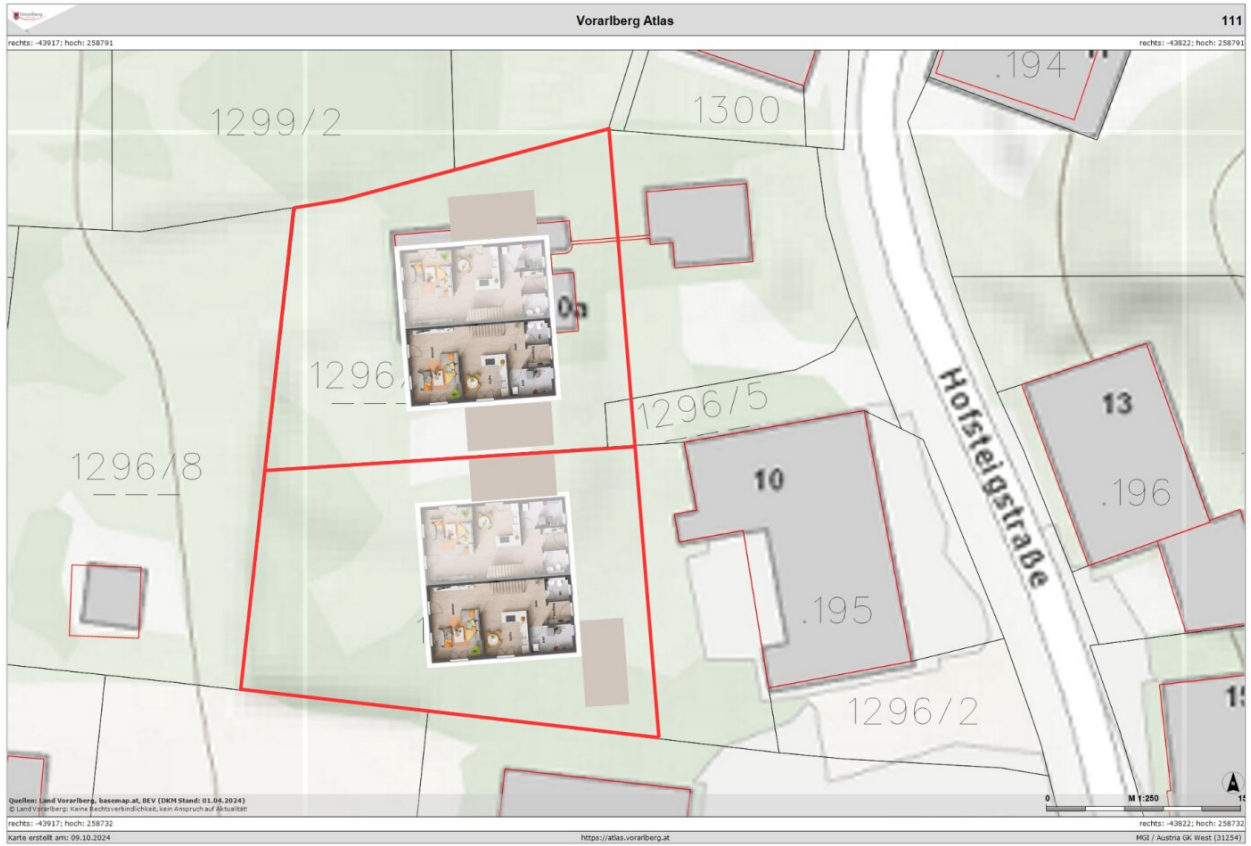 Vorarlberg
Vorarlberg Atlas
111
rechts: -43917; hoch: 258791
rechts: -43822; hoch: 258791
.194
1299/2
1300
0a
1296/
1296/5
13
1296/8
10
.196
Hofsteigstraße
.195
1296/2
Quellen: Land Vorarlberg, basemap.at, BEV (DKM Stand: 01.04.2024)
© Land Vorarlberg: Keine Rechtsverbindlichkeit, kein Anspruch auf Aktualität
0 M 1:250 15
rechts: -43917; hoch: 258732
rechts: -43822; hoch: 258732
Karte erstellt am: 09.10.2024
https://atlas.vorarlberg.at
MGI / Austria GK West (31254)